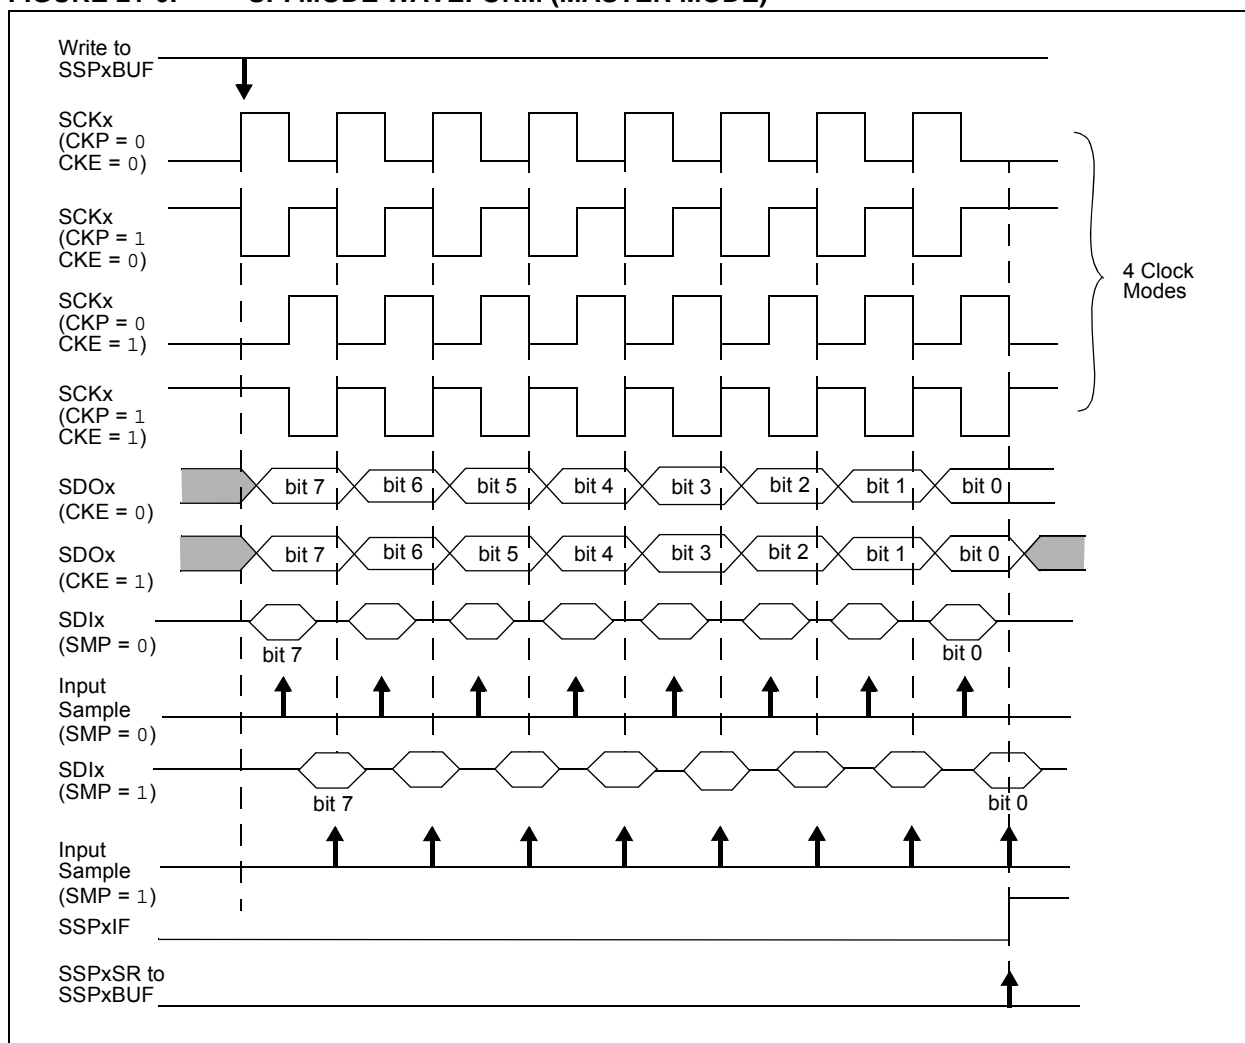 FIGURE 21-6: SPI MODE WAVEFORM (MASTER MODE)
Write to
SSPxBUF
SCKx
(CKP = 0
CKE = 0)
SCKx
(CKP = 1
CKE = 0)
SCKx
(CKP = 0
CKE = 1)
SCKx
(CKP = 1
CKE = 1)
4 Clock
Modes
SDOx
(CKE = 0)
bit 7 bit 6 bit 5 bit 4 bit 3 bit 2 bit 1 bit 0
SDOx
(CKE = 1)
bit 7 bit 6 bit 5 bit 4 bit 3 bit 2 bit 1 bit 0
SDIx
(SMP = 0)
bit 7 bit 0
Input
Sample
(SMP = 0)
SDIx
(SMP = 1)
bit 7 bit 0
Input
Sample
(SMP = 1)
SSPxIF
SSPxSR to
SSPxBUF